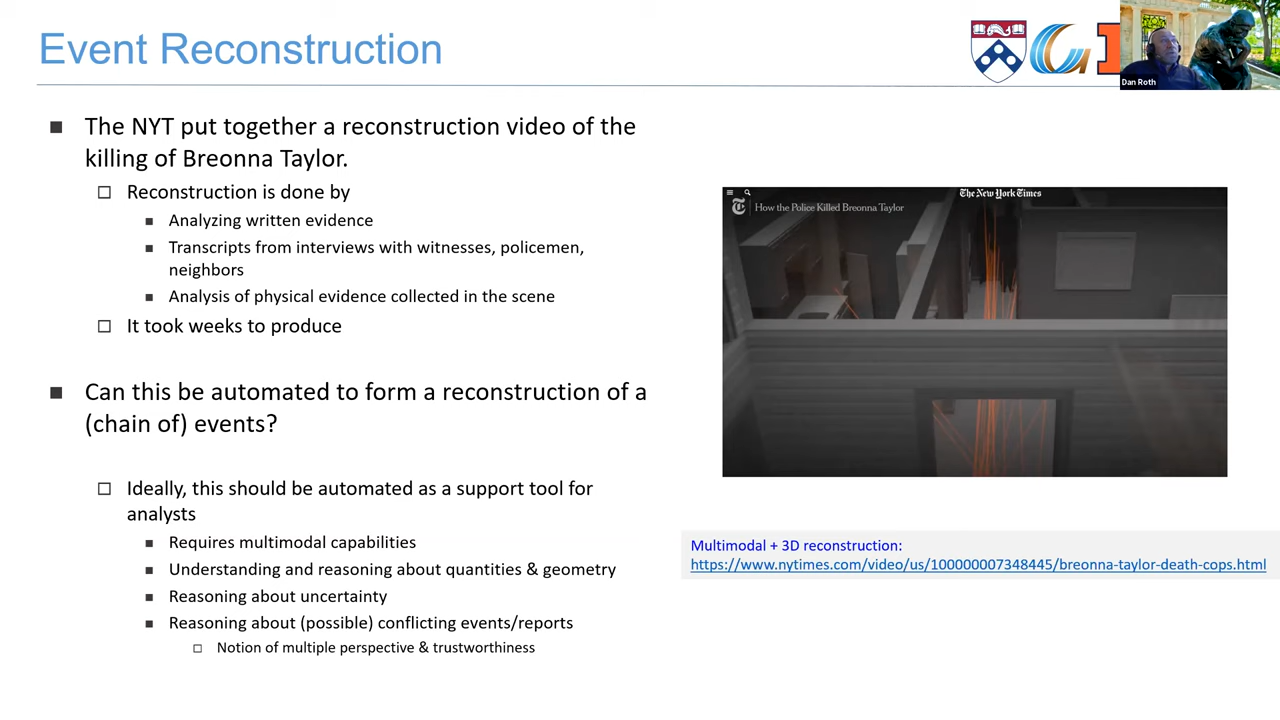 Event Reconstruction
Dan Roth
The NYT put together a reconstruction video of the
killing of Breonna Taylor.
Reconstruction is done by
Analyzing written evidence
Transcripts from interviews with witnesses, policemen,
neighbors
Analysis of physical evidence collected in the scene
It took weeks to produce
Can this be automated to form a reconstruction of a
(chain of) events?
Ideally, this should be automated as a support tool for
analysts
Requires multimodal capabilities
Understanding and reasoning about quantities & geometry
Reasoning about uncertainty
Reasoning about (possible) conflicting events/reports
Notion of multiple perspective & trustworthiness
The New York Times
T How the Police Killed Breonna Taylor
Multimodal + 3D reconstruction:
https://www.nytimes.com/video/us/100000007348445/breonna-taylor-death-cops.html